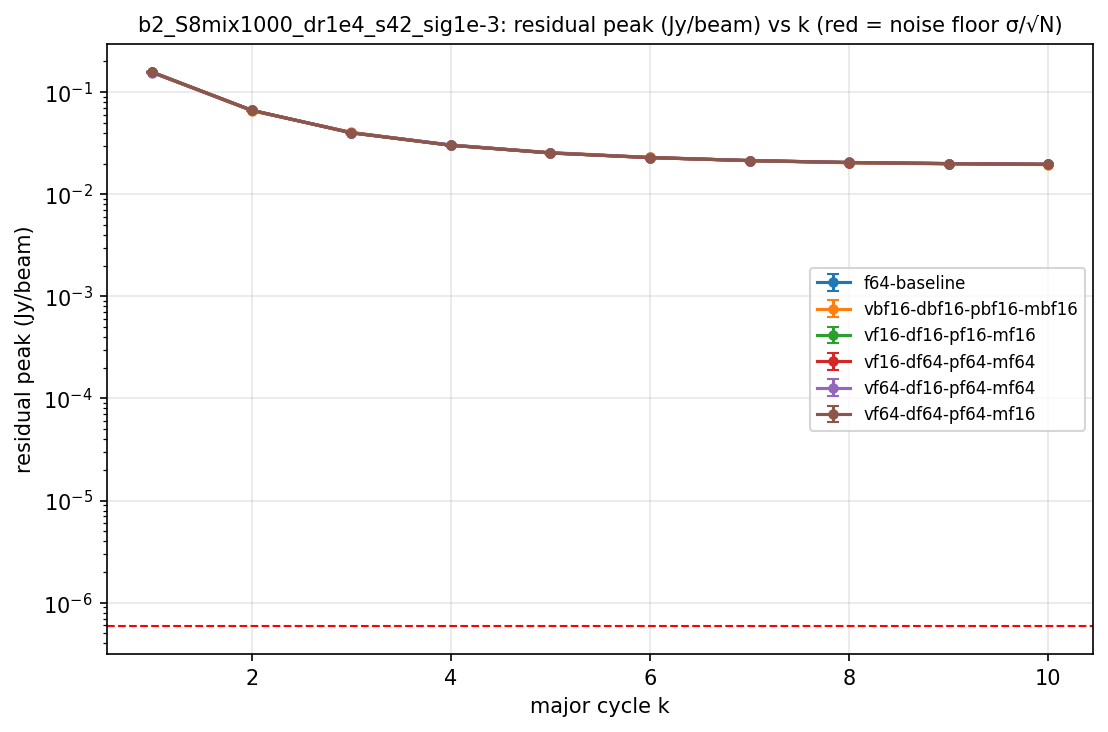 b2_S8mix1000_dr1e4_s42_sig1e-3: residual peak (Jy/beam) vs k (red = noise floor σ/√N)
10⁻¹
10⁻²
10⁻³
10⁻⁴
10⁻⁵
10⁻⁶
residual peak (Jy/beam)
f64-baseline
vbf16-dbf16-pbf16-mbf16
vf16-df16-pf16-mf16
vf16-df64-pf64-mf64
vf64-df16-pf64-mf64
vf64-df64-pf64-mf16
2 4 6 8 10
major cycle k